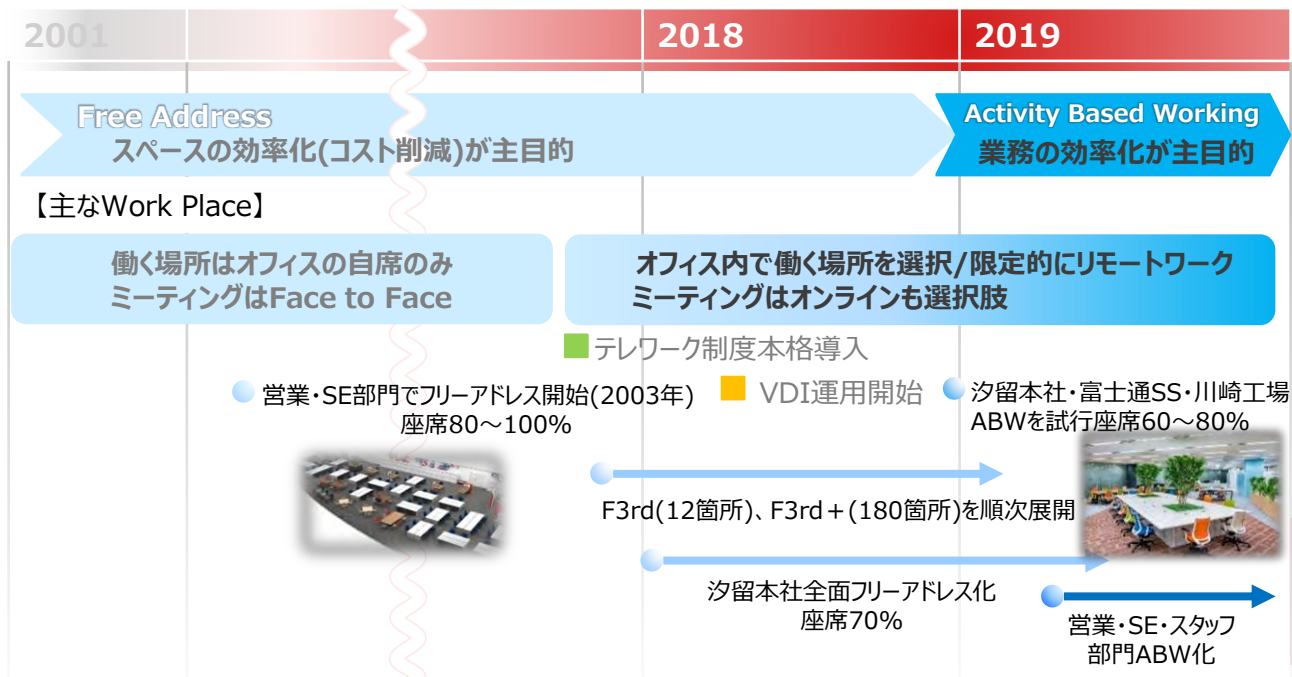 2001
2018
2019
Free Address
スペースの効率化(コスト削減)が主目的
Activity Based Working
業務の効率化が主目的
【主なWork Place】
働く場所はオフィスの自席のみ
ミーティングはFace to Face
オフィス内で働く場所を選択/限定的にリモートワーク
ミーティングはオンラインも選択肢
テレワーク制度本格導入
営業・SE部門でフリーアドレス開始(2003年)
座席80～100%
VDI運用開始
汐留本社・富士通SS・川崎工場
ABWを試行座席60～80%
F3rd(12箇所)、F3rd＋(180箇所)を順次展開
汐留本社全面フリーアドレス化
座席70%
営業・SE・スタッフ
部門ABW化